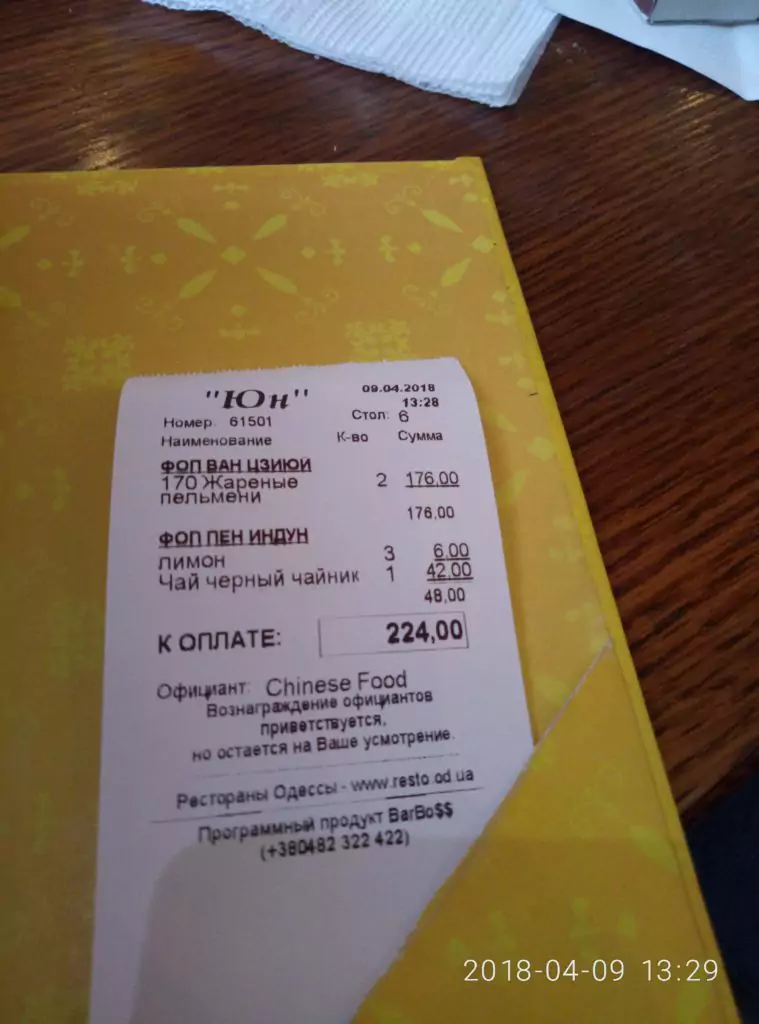 "Юн" 09.04.2018
13:28
Номер: 61501 Стол: 6
Наименование К-во Сумма
ФОП ВАН ЦЗИЮИ
170 Жареные 2 176,00
пельмени
176,00
ФОП ПЕН ИНДУН
лимон 3 6,00
Чай черный чайник 1 42,00
48,00
К ОПЛАТЕ: 224,00
Официант: Chinese Food
Вознаграждение официантов
приветствуется,
но остается на Ваше усмотрение.
Рестораны Одессы - www.resto.od.ua
Программный продукт BarBo$$
(+380482 322 422)
2018-04-09 13:29